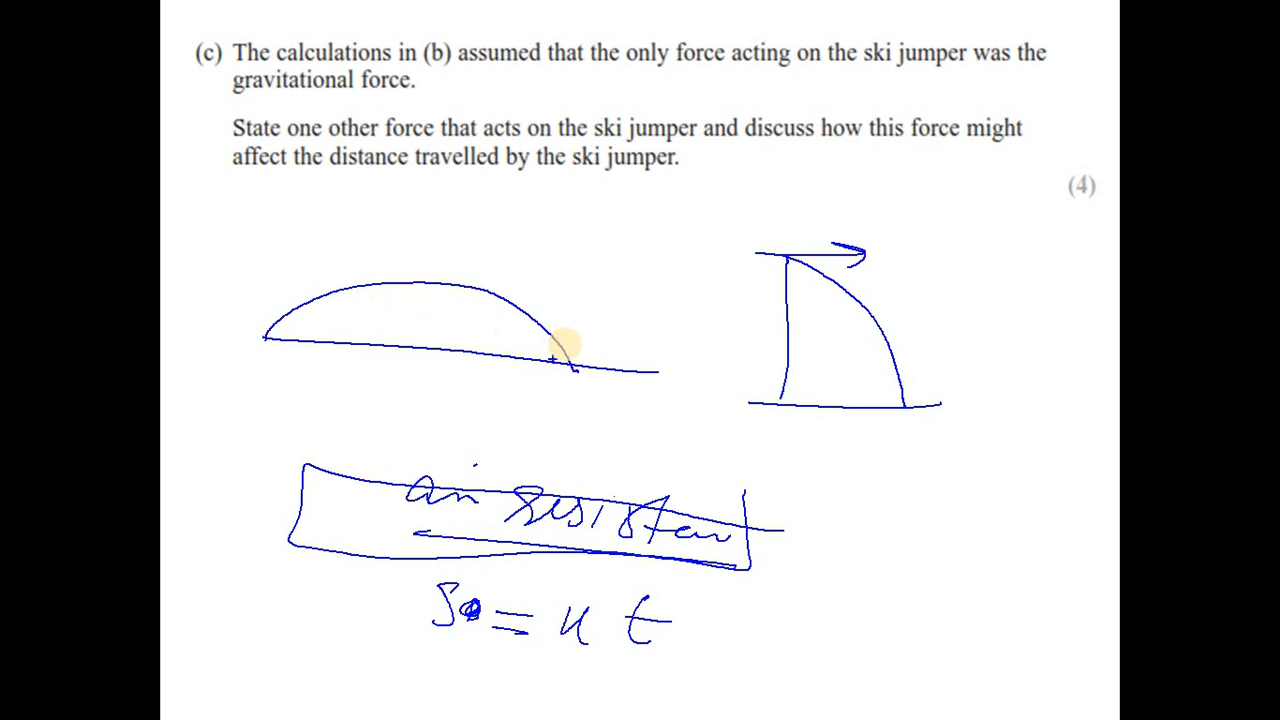 (c) The calculations in (b) assumed that the only force acting on the ski jumper was the
gravitational force.
State one other force that acts on the ski jumper and discuss how this force might
affect the distance travelled by the ski jumper.
(4)
air resistan
S = u t